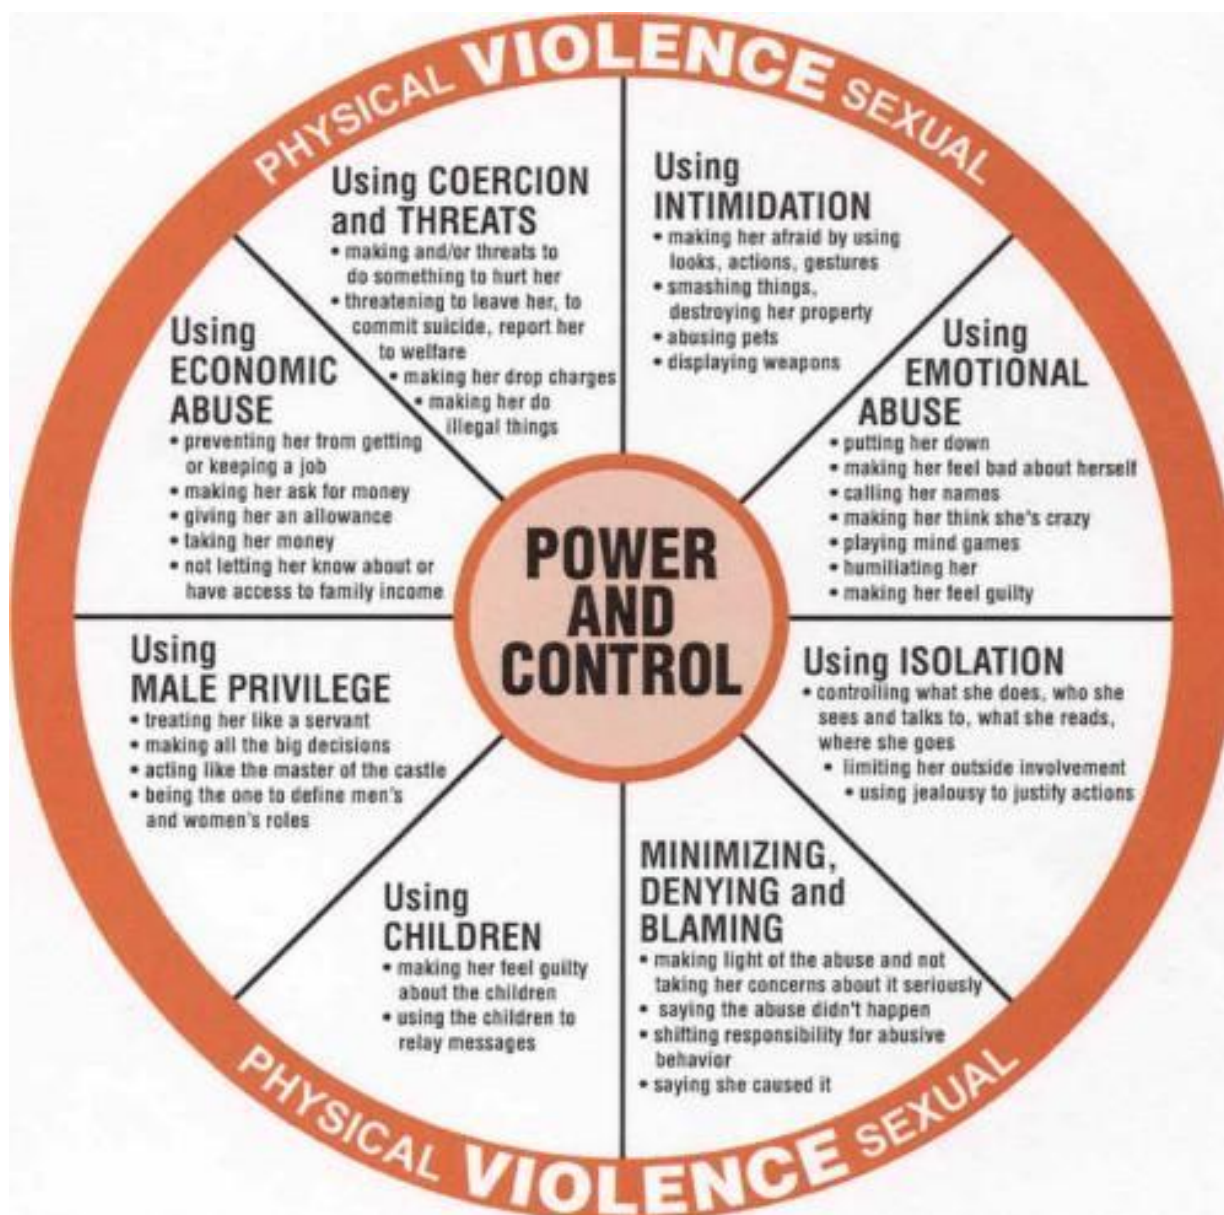 PHYSICAL VIOLENCE SEXUAL
Using COERCION
and THREATS
• making and/or threats to
do something to hurt her
• threatening to leave her, to
commit suicide, report her
to welfare
• making her drop charges
• making her do
illegal things
Using
INTIMIDATION
• making her afraid by using
looks, actions, gestures
• smashing things,
destroying her property
• abusing pets
• displaying weapons
Using
EMOTIONAL
ABUSE
• putting her down
• making her feel bad about herself
• calling her names
• making her think she's crazy
• playing mind games
• humiliating her
• making her feel guilty
Using ISOLATION
• controlling what she does, who she
sees and talks to, what she reads,
where she goes
• limiting her outside involvement
• using jealousy to justify actions
MINIMIZING,
DENYING and
BLAMING
• making light of the abuse and not
taking her concerns about it seriously
• saying the abuse didn't happen
• shifting responsibility for abusive
behavior
• saying she caused it
Using
CHILDREN
• making her feel guilty
about the children
• using the children to
relay messages
Using
MALE PRIVILEGE
• treating her like a servant
• making all the big decisions
• acting like the master of the castle
• being the one to define men's
and women's roles
Using
ECONOMIC
ABUSE
• preventing her from getting
or keeping a job
• making her ask for money
• giving her an allowance
• taking her money
• not letting her know about or
have access to family income
POWER
AND
CONTROL
PHYSICAL VIOLENCE SEXUAL